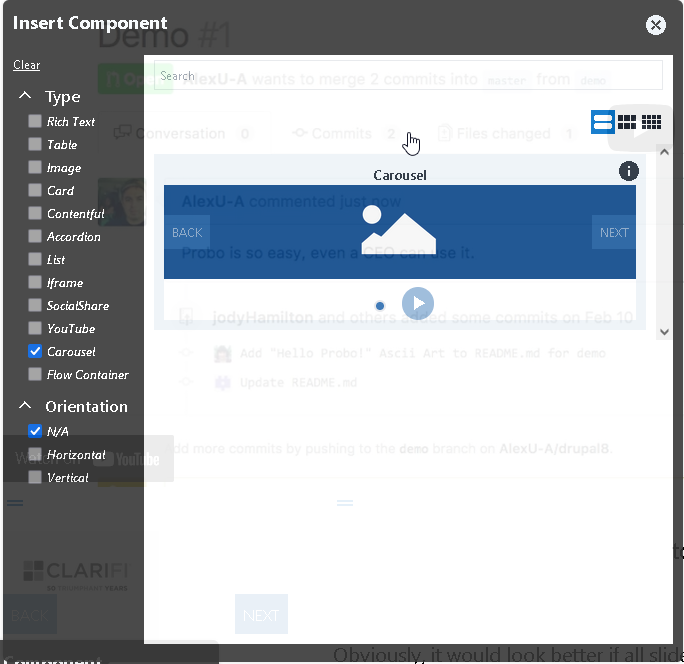 Insert Component
Demo #1
Clear
Search
Open
AlexU-A wants to merge 2 commits into master from demo
Type
Rich Text
Table
Image
Card
Contentful
Accordion
List
Iframe
SocialShare
YouTube
Carousel
Flow Container
Orientation
N/A
Horizontal
Vertical
Conversation 0
Commits 2
Files changed 1
Carousel
AlexU-A commented just now
BACK
NEXT
Probo is so easy, even a CEO can use it.
jodyHamilton and others added some commits on Feb 10
Add "Hello Probo!" Ascii Art to README.md for demo
Update README.md
dd more commits by pushing to the demo branch on AlexU-A/drupal8.
Watch on YouTube
CLARIFI
BACK
NEXT
Component
Obviously, it would look better if all slide